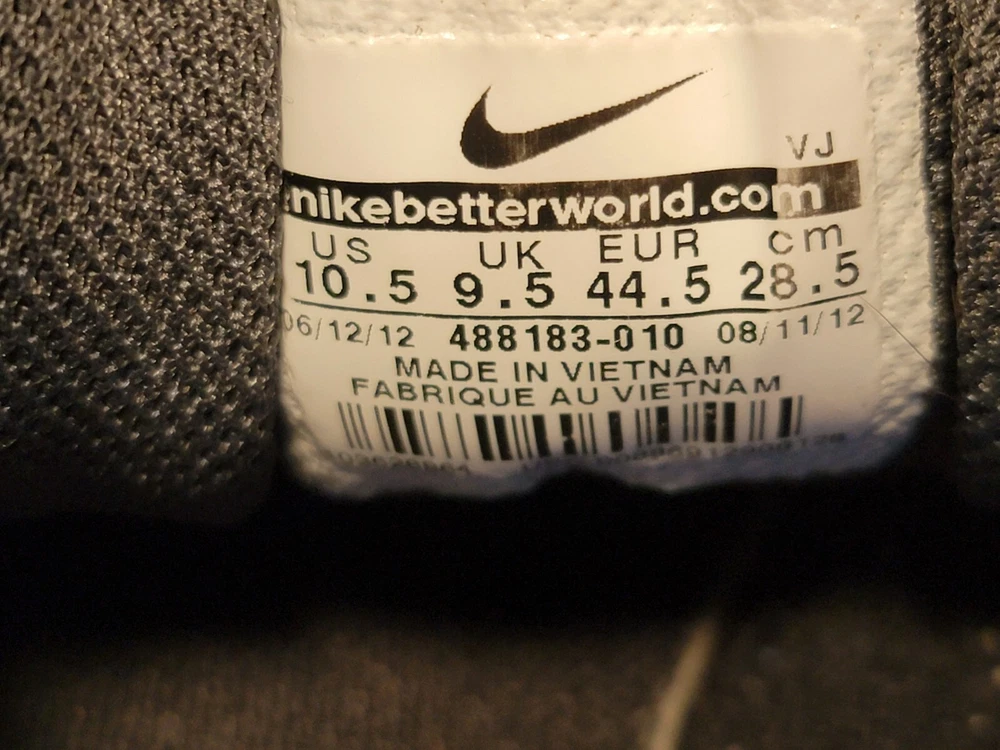 VJ
nikebetterworld.com
US UK EUR cm
10.5 9.5 44.5 28.5
06/12/12 488183-010 08/11/12
MADE IN VIETNAM
FABRIQUE AU VIETNAM